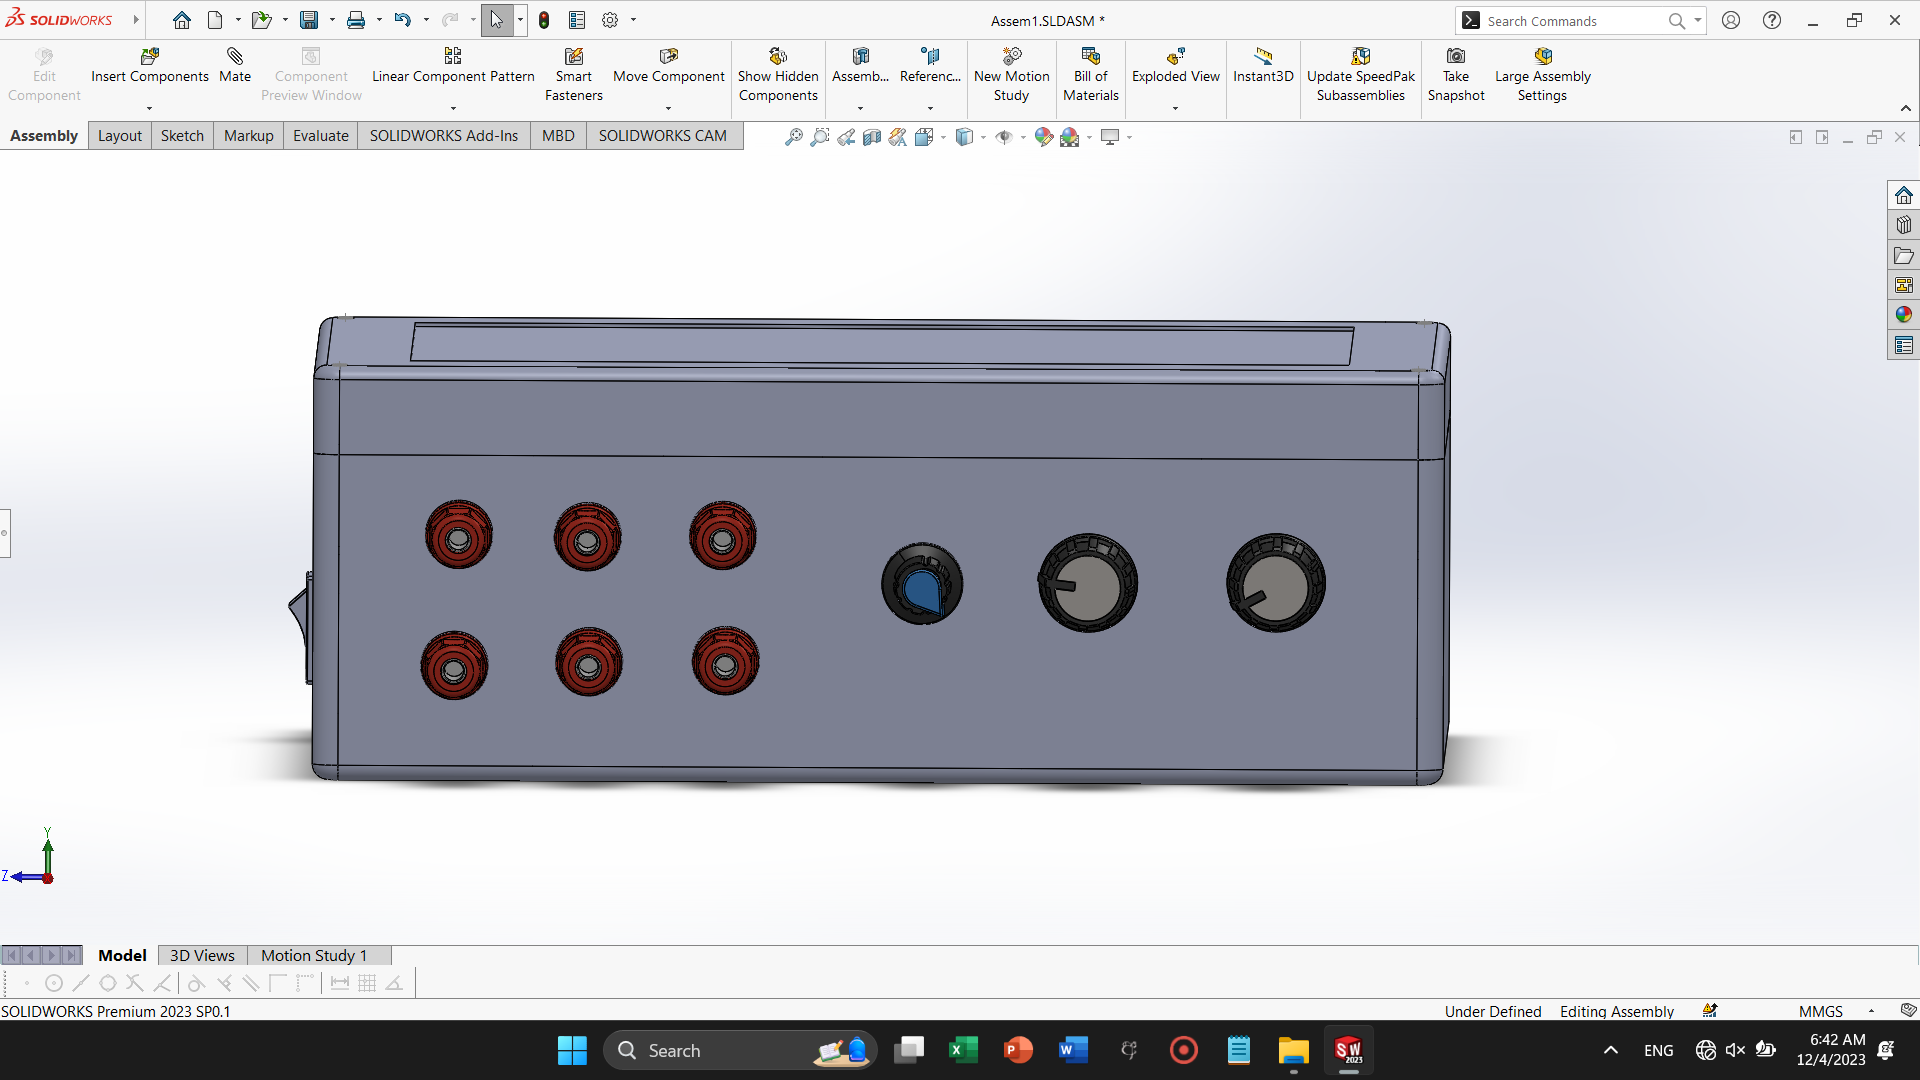 SOLIDWORKS
Assem1.SLDASM *
Search Commands
Edit
Component
Insert Components
Mate
Component
Preview Window
Linear Component Pattern
Smart
Fasteners
Move Component
Show Hidden
Components
Assemb...
Referenc...
New Motion
Study
Bill of
Materials
Exploded View
Instant3D
Update SpeedPak
Subassemblies
Take
Snapshot
Large Assembly
Settings
Assembly
Layout
Sketch
Markup
Evaluate
SOLIDWORKS Add-Ins
MBD
SOLIDWORKS CAM
Y
Z
Model
3D Views
Motion Study 1
SOLIDWORKS Premium 2023 SP0.1
Under Defined
Editing Assembly
MMGS
Search
SW
2023
ENG
6:42 AM
12/4/2023